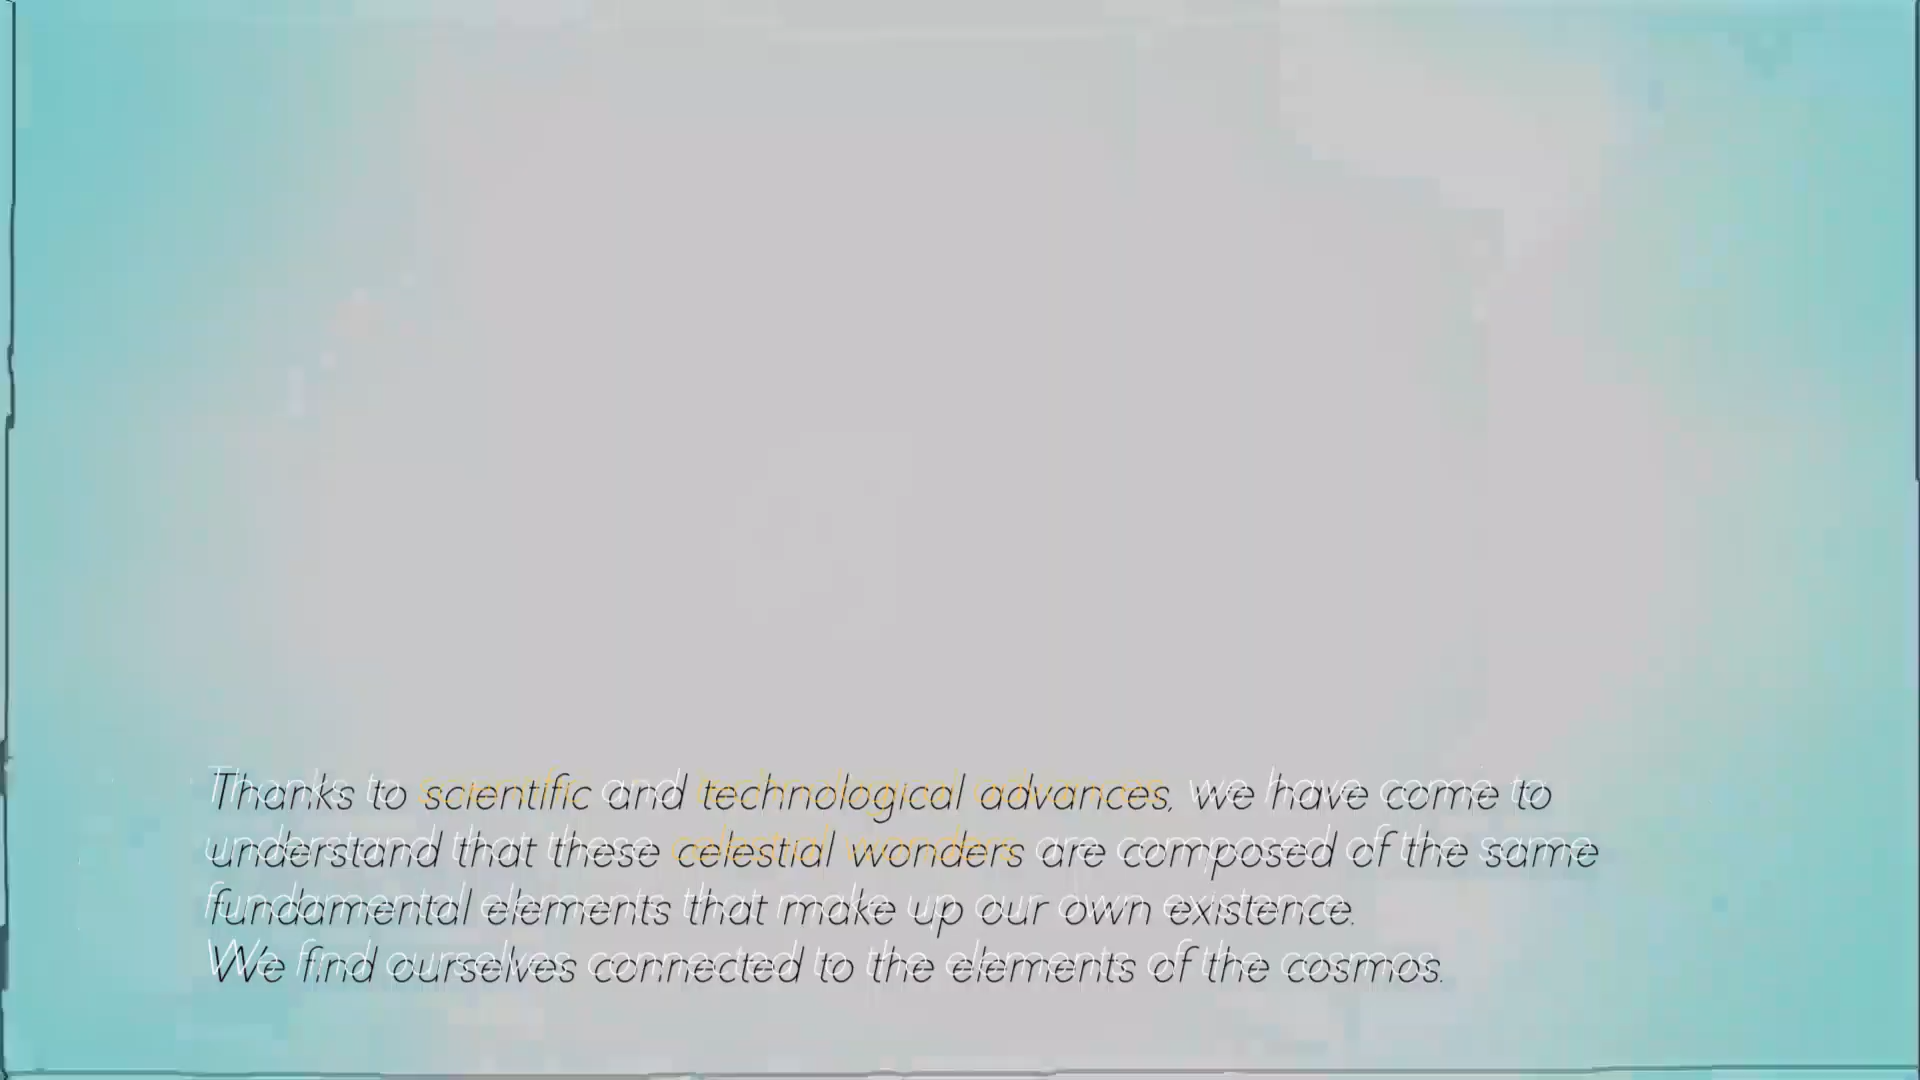 Thanks to scientific and technological advances, we have come to
understand that these celestial wonders are composed of the same
fundamental elements that make up our own existence.
We find ourselves connected to the elements of the cosmos.